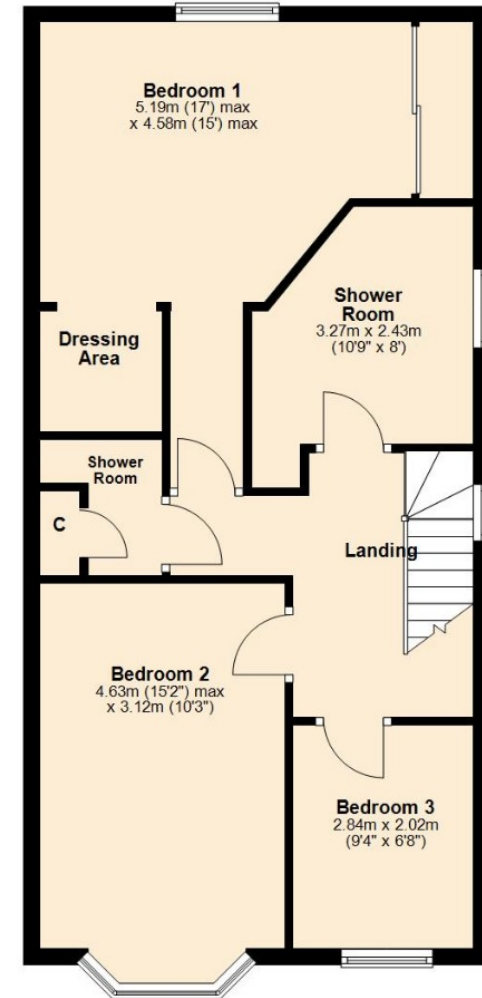 Bedroom 1
5.19m (17') max
x 4.58m (15') max
Shower
Room
3.27m x 2.43m
(10'9" x 8')
Dressing
Area
Shower
Room
C
Landing
Bedroom 2
4.63m (15'2") max
x 3.12m (10'3")
Bedroom 3
2.84m x 2.02m
(9'4" x 6'8")